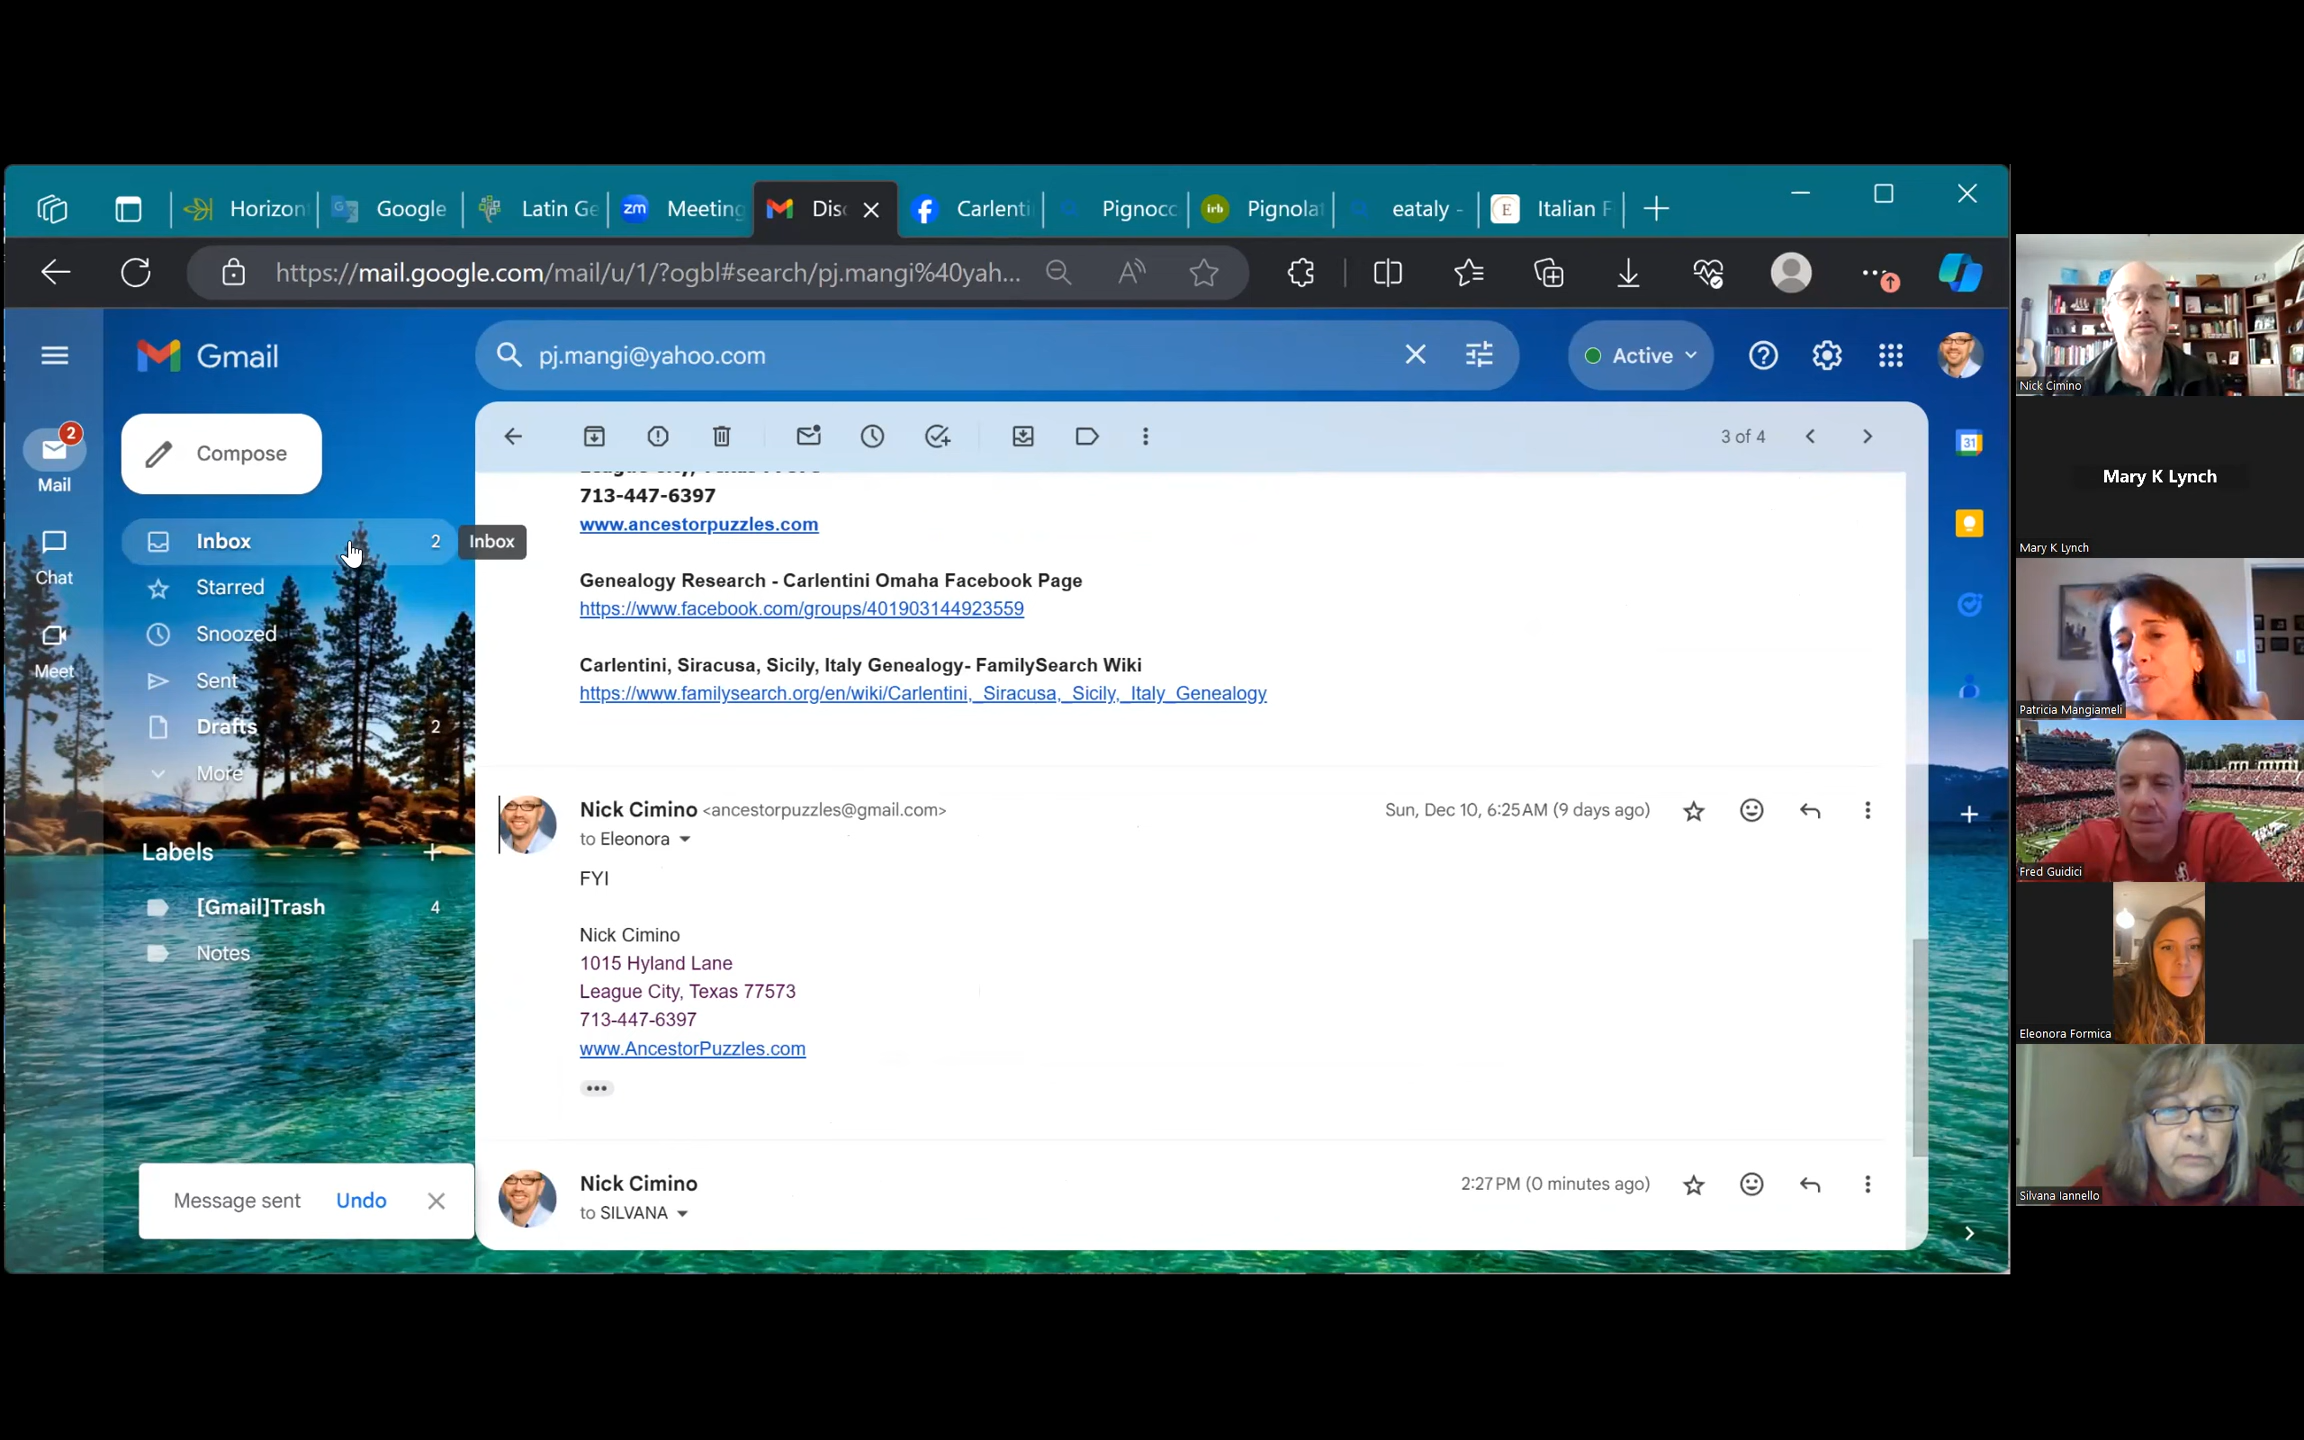 Horizon
Google
Latin Ge
zm
Meeting
Disc
Carlenti
Pignocc
irb
Pignolat
eataly -
E
Italian F
https://mail.google.com/mail/u/1/?ogbl#search/pj.mangi%40yah...
Gmail
pj.mangi@yahoo.com
Active
2
Mail
Chat
Meet
Compose
Inbox
2
Inbox
Starred
Snoozed
Sent
Drafts
2
More
Labels
[Gmail]Trash
4
Notes
Message sent
Undo
3 of 4
31
713-447-6397
www.ancestorpuzzles.com
Genealogy Research - Carlentini Omaha Facebook Page
https://www.facebook.com/groups/401903144923559
Carlentini, Siracusa, Sicily, Italy Genealogy- FamilySearch Wiki
https://www.familysearch.org/en/wiki/Carlentini,_Siracusa,_Sicily,_Italy_Genealogy
Nick Cimino <ancestorpuzzles@gmail.com>
Sun, Dec 10, 6:25 AM (9 days ago)
to Eleonora
FYI
Nick Cimino
1015 Hyland Lane
League City, Texas 77573
713-447-6397
www.AncestorPuzzles.com
Nick Cimino
2:27 PM (0 minutes ago)
to SILVANA
Nick Cimino
Mary K Lynch
Mary K Lynch
Patricia Mangiameli
Fred Guidici
Eleonora Formica
Silvana Iannello